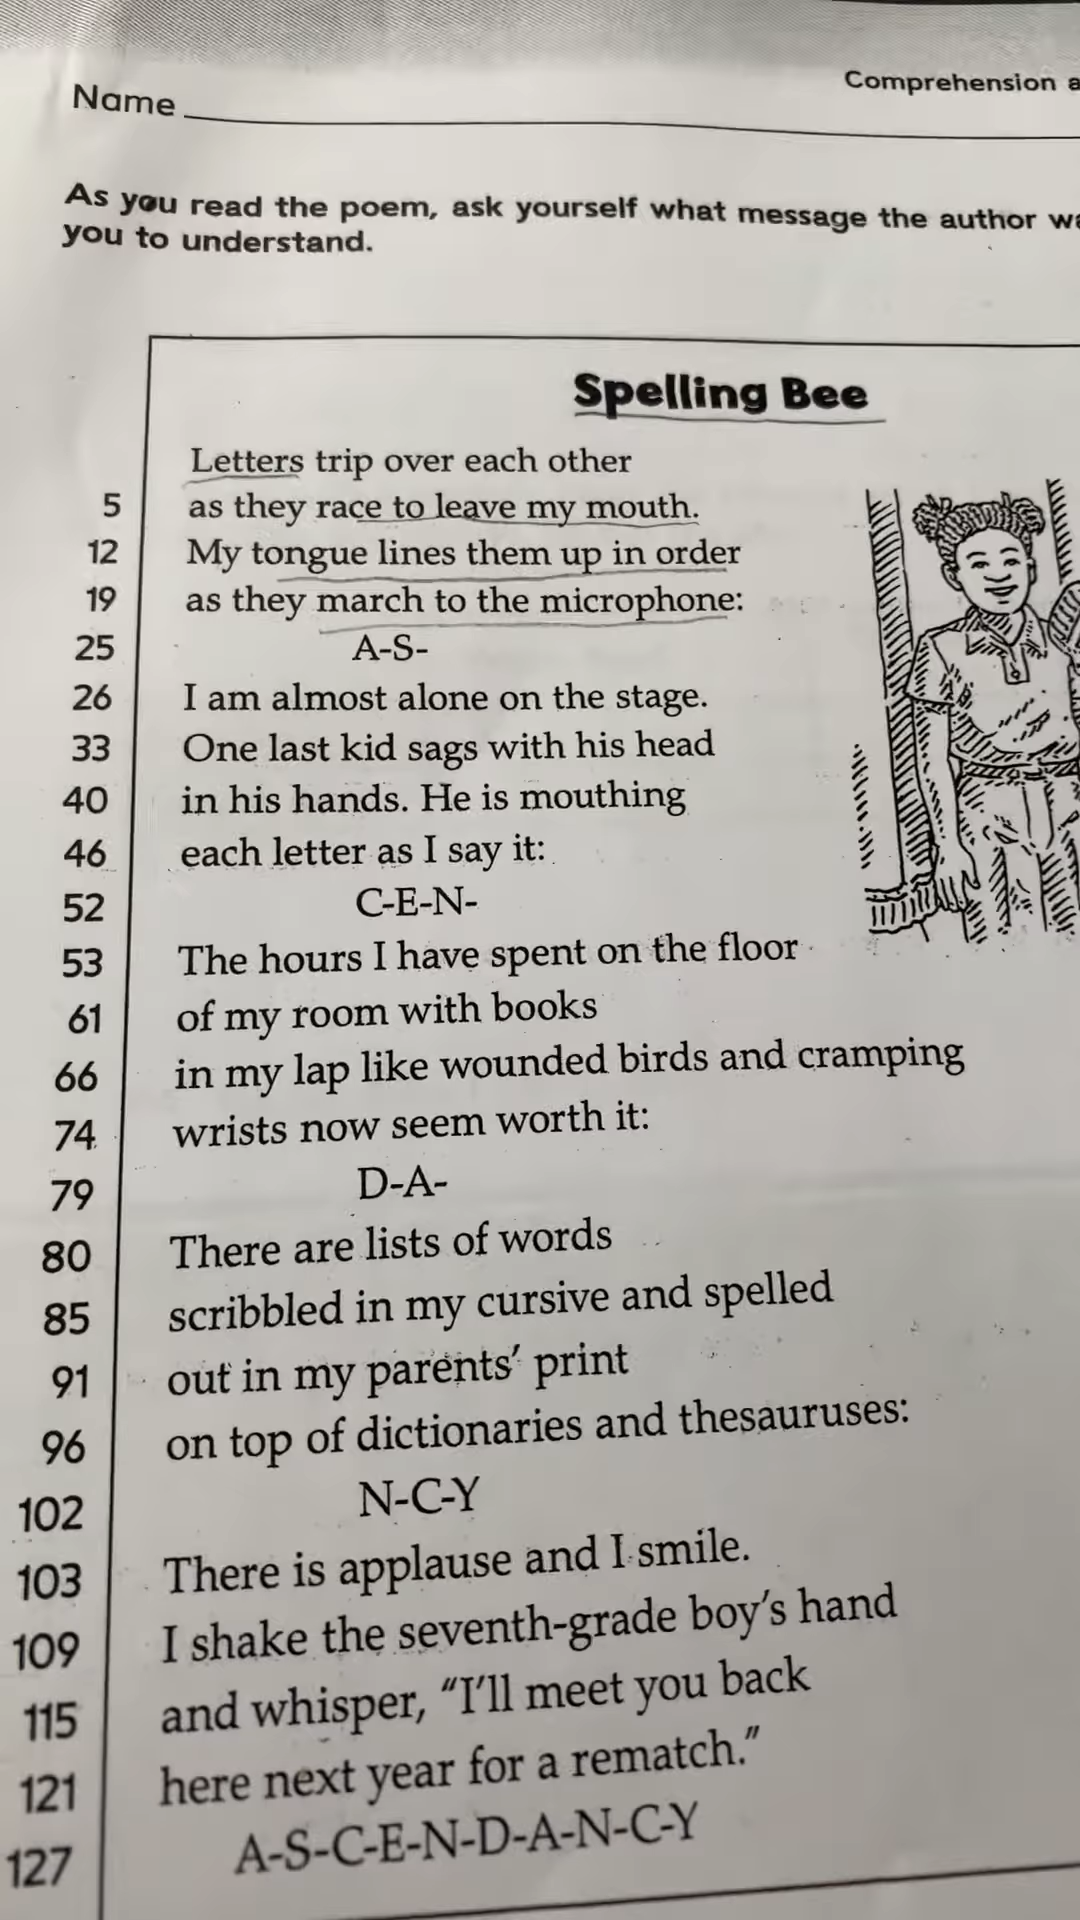 Comprehension
Name
As you read the poem, ask yourself what message the author
you to understand.
Spelling Bee
Letters trip over each other
5 as they race to leave my mouth.
12 My tongue lines them up in order
19 as they march to the microphone:
25 A-S-
26 I am almost alone on the stage.
33 One last kid sags with his head
40 in his hands. He is mouthing
46 each letter as I say it:
52 C-E-N-
53 The hours I have spent on the floor
61 of my room with books
66 in my lap like wounded birds and cramping
74 wrists now seem worth it:
79 D-A-
80 There are lists of words
85 scribbled in my cursive and spelled
91 out in my parents' print
96 on top of dictionaries and thesauruses:
102 N-C-Y
103 There is applause and I smile.
109 I shake the seventh-grade boy's hand
115 and whisper, "I'll meet you back
121 here next year for a rematch."
127 A-S-C-E-N-D-A-N-C-Y